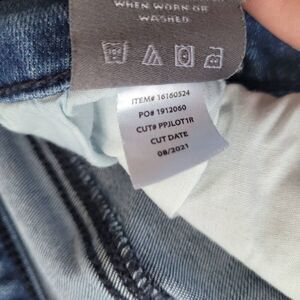 WHEN WORN OR
WASHED.
ITEM# 16160524
PO# 1912060
CUT# PPJLOT1R
CUT DATE
08/2021